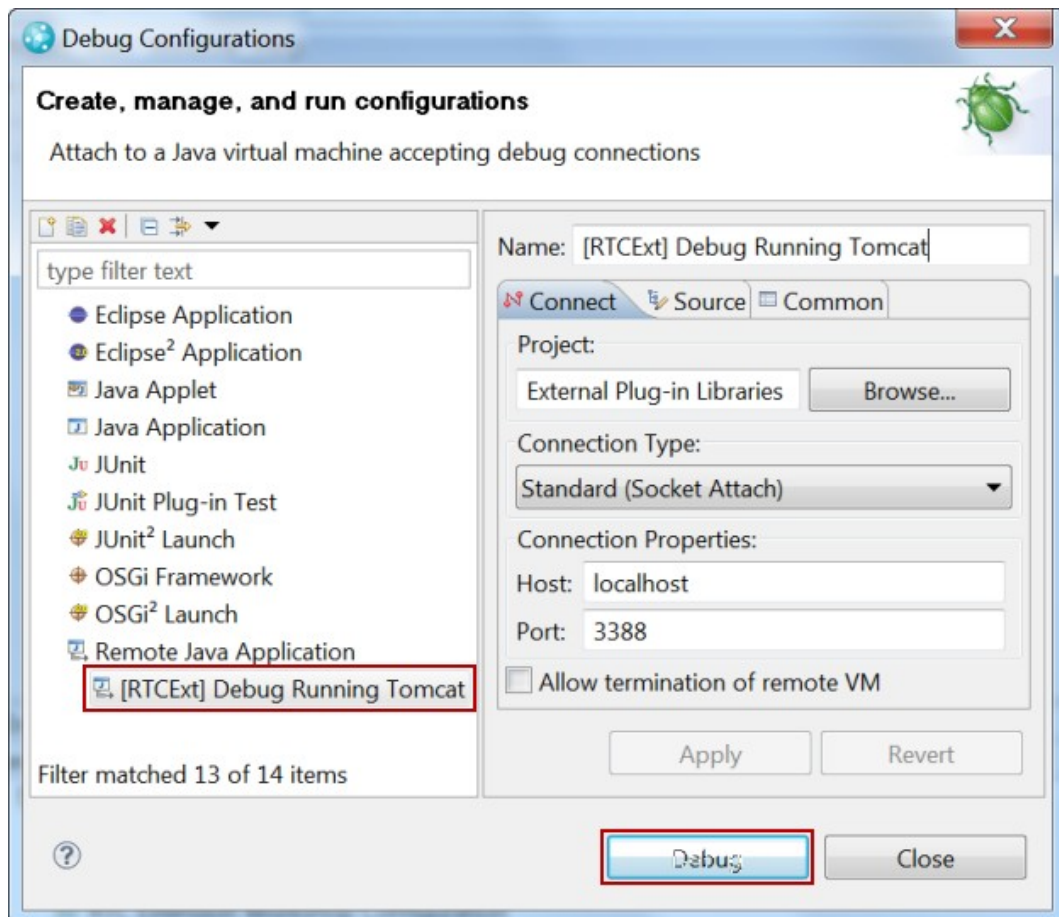 Debug Configurations
Create, manage, and run configurations
Attach to a Java virtual machine accepting debug connections
type filter text
Eclipse Application
Eclipse² Application
Java Applet
Java Application
JUnit
JUnit Plug-in Test
JUnit² Launch
OSGi Framework
OSGi² Launch
Remote Java Application
[RTCExt] Debug Running Tomcat
Filter matched 13 of 14 items
Name: [RTCExt] Debug Running Tomcat
Connect Source Common
Project:
External Plug-in Libraries Browse...
Connection Type:
Standard (Socket Attach)
Connection Properties:
Host: localhost
Port: 3388
Allow termination of remote VM
Apply Revert
Debug Close